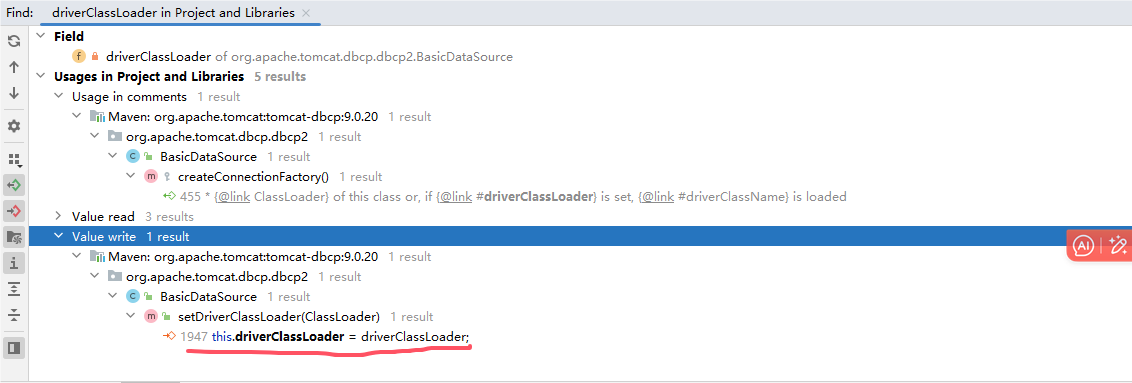 Find: driverClassLoader in Project and Libraries
Field
f driverClassLoader of org.apache.tomcat.dbcp.dbcp2.BasicDataSource
Usages in Project and Libraries 5 results
Usage in comments 1 result
Maven: org.apache.tomcat:tomcat-dbcp:9.0.20 1 result
org.apache.tomcat.dbcp.dbcp2 1 result
C BasicDataSource 1 result
m createConnectionFactory() 1 result
455 * {@link ClassLoader} of this class or, if {@link #driverClassLoader} is set, {@link #driverClassName} is loaded
Value read 3 results
Value write 1 result
AI
Maven: org.apache.tomcat:tomcat-dbcp:9.0.20 1 result
org.apache.tomcat.dbcp.dbcp2 1 result
C BasicDataSource 1 result
m setDriverClassLoader(ClassLoader) 1 result
1947 this.driverClassLoader = driverClassLoader;